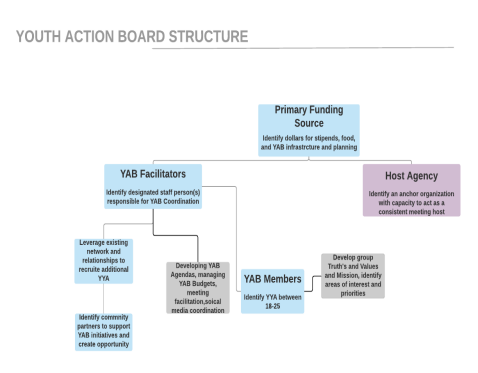 YOUTH ACTION BOARD STRUCTURE
Primary Funding
Source
Identify dollars for stipends, food,
and YAB infrastrcture and planning
YAB Facilitators
Identify designated staff person(s)
responsible for YAB Coordination
Host Agency
Identify an anchor organization
with capacity to act as a
consistent meeting host
Leverage existing
network and
relationships to
recruite additional
YYA
Developing YAB
Agendas, managing
YAB Budgets,
meeting
facilitation,soical
media coordination
YAB Members
Identify YYA between
18-25
Develop group
Truth's and Values
and Mission, identify
areas of interest and
priorities
Identify commnity
partners to support
YAB initiatives and
create opportunity